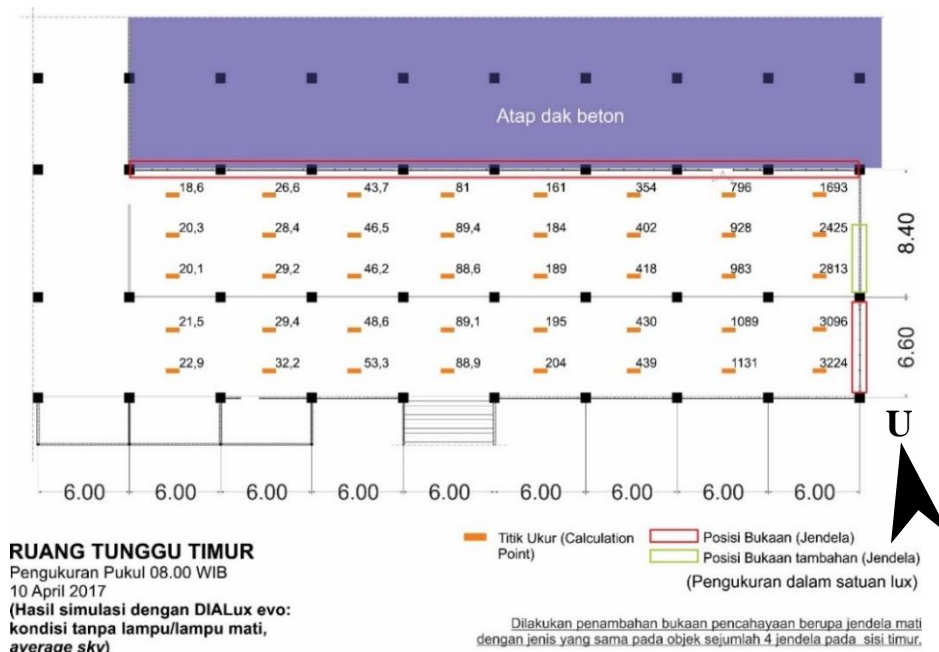 Atap dak beton
18,6 26,6 43,7 81 161 354 796 1693
20,3 28,4 46,5 89,4 184 402 928 2425
20,1 29,2 46,2 88,6 189 418 983 2813
21,5 29,4 48,6 89,1 195 430 1089 3096
22,9 32,2 53,3 88,9 204 439 1131 3224
8.40
6.60
U
6.00 6.00 6.00 6.00 6.00 6.00 6.00 6.00 6.00
RUANG TUNGGU TIMUR
Pengukuran Pukul 08.00 WIB
10 April 2017
(Hasil simulasi dengan DIALux evo:
kondisi tanpa lampu/lampu mati,
average sky)
Titik Ukur (Calculation
Point)
Posisi Bukaan (Jendela)
Posisi Bukaan tambahan (Jendela)
(Pengukuran dalam satuan lux)
Dilakukan penambahan bukaan pencahayaan berupa jendela mati
dengan jenis yang sama pada objek sejumlah 4 jendela pada sisi timur.